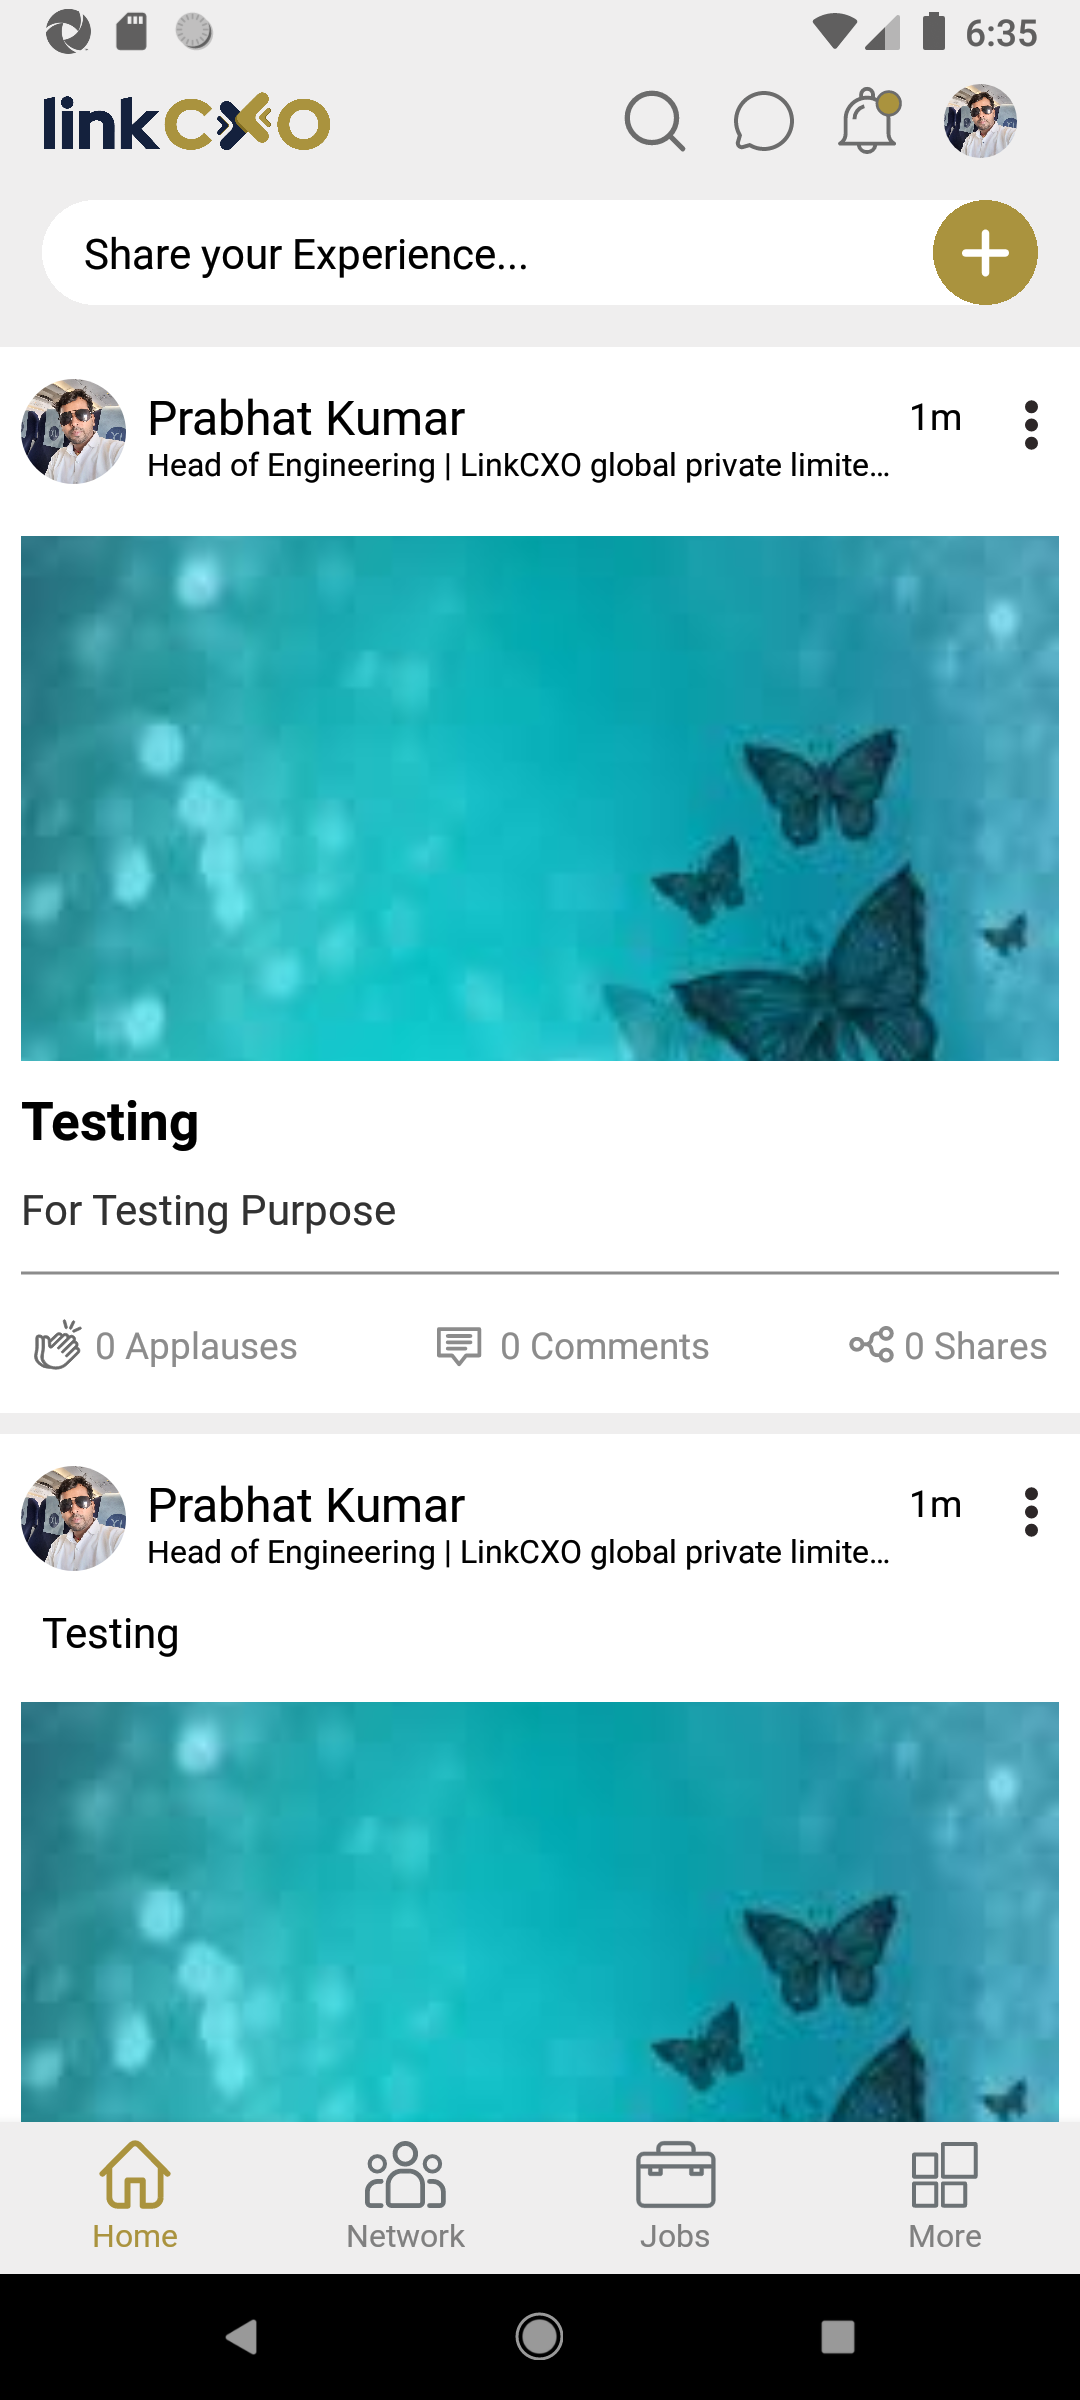 6:35
linkCXO
Share your Experience...
Prabhat Kumar
1m
Head of Engineering | LinkCXO global private limite...
Testing
For Testing Purpose
0 Applauses
0 Comments
0 Shares
Prabhat Kumar
1m
Head of Engineering | LinkCXO global private limite...
Testing
Home
Network
Jobs
More